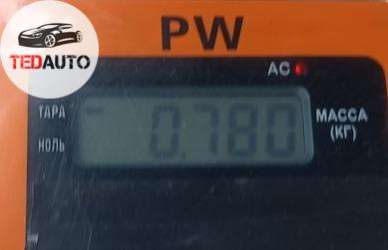 TEDAUTO
PW
AC
ТАРА
НОЛЬ
0.780
МАССА
(КГ)